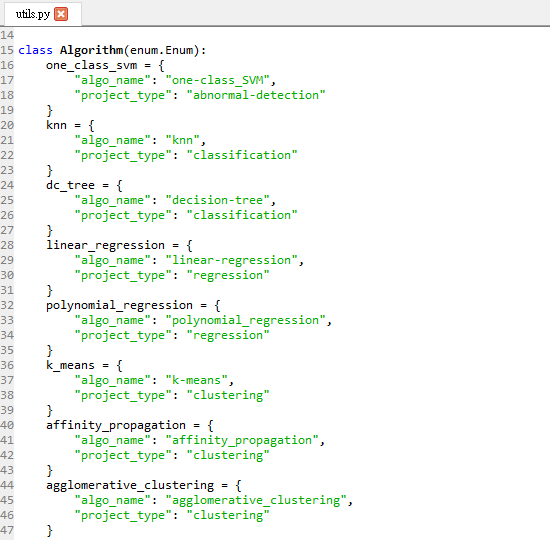 utils.py
14
15 class Algorithm(enum.Enum):
16     one_class_svm = {
17         "algo_name": "one-class_SVM",
18         "project_type": "abnormal-detection"
19     }
20     knn = {
21         "algo_name": "knn",
22         "project_type": "classification"
23     }
24     dc_tree = {
25         "algo_name": "decision-tree",
26         "project_type": "classification"
27     }
28     linear_regression = {
29         "algo_name": "linear-regression",
30         "project_type": "regression"
31     }
32     polynomial_regression = {
33         "algo_name": "polynomial_regression",
34         "project_type": "regression"
35     }
36     k_means = {
37         "algo_name": "k-means",
38         "project_type": "clustering"
39     }
40     affinity_propagation = {
41         "algo_name": "affinity_propagation",
42         "project_type": "clustering"
43     }
44     agglomerative_clustering = {
45         "algo_name": "agglomerative_clustering",
46         "project_type": "clustering"
47     }